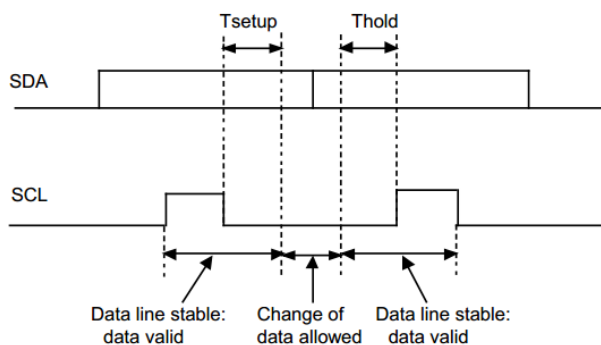 Tsetup Thold
SDA
SCL
Data line stable: Change of Data line stable:
data valid data allowed data valid